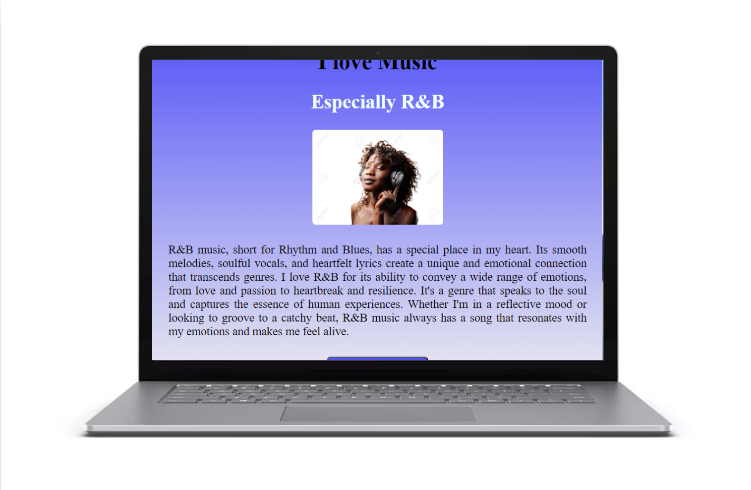 I love Music
Especially R&B
R&B music, short for Rhythm and Blues, has a special place in my heart. Its smooth
melodies, soulful vocals, and heartfelt lyrics create a unique and emotional connection
that transcends genres. I love R&B for its ability to convey a wide range of emotions,
from love and passion to heartbreak and resilience. It's a genre that speaks to the soul
and captures the essence of human experiences. Whether I'm in a reflective mood or
looking to groove to a catchy beat, R&B music always has a song that resonates with
my emotions and makes me feel alive.